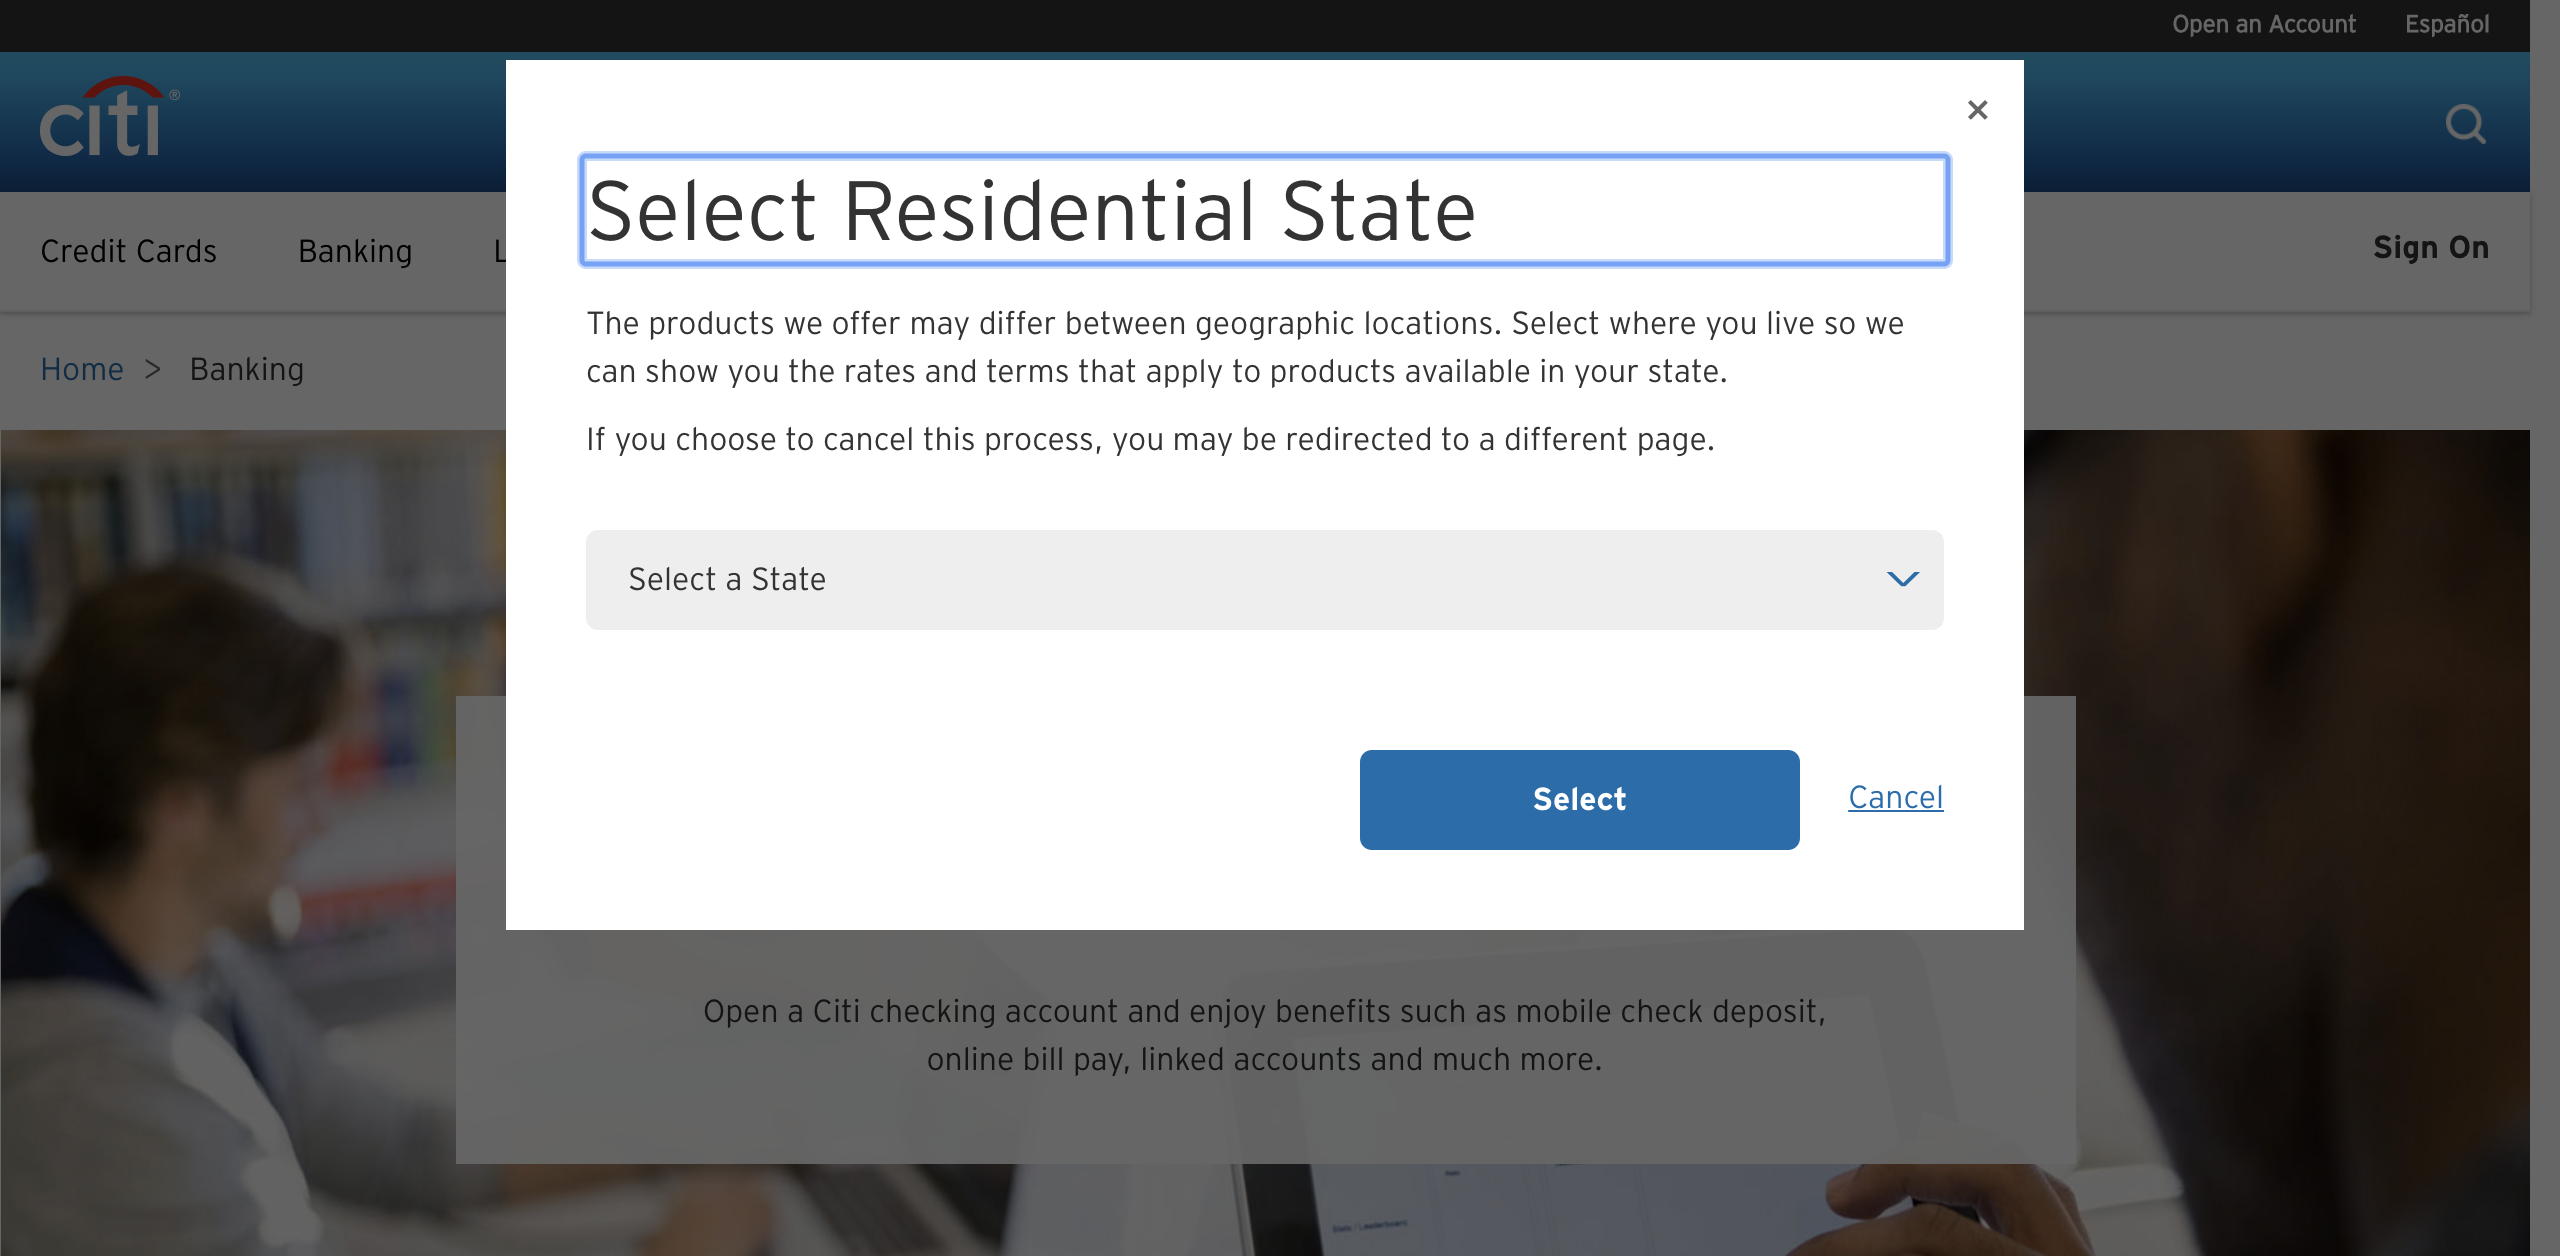 Open an Account Español
citi®
Credit Cards Banking
Sign On
Home > Banking
×
Select Residential State
The products we offer may differ between geographic locations. Select where you live so we
can show you the rates and terms that apply to products available in your state.
If you choose to cancel this process, you may be redirected to a different page.
Select a State
Select Cancel
Open a Citi checking account and enjoy benefits such as mobile check deposit,
online bill pay, linked accounts and much more.